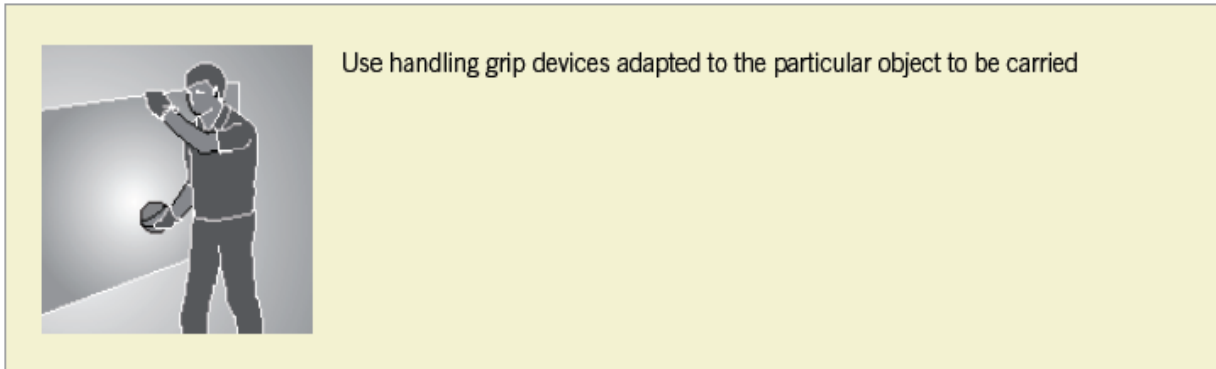 Use handling grip devices adapted to the particular object to be carried